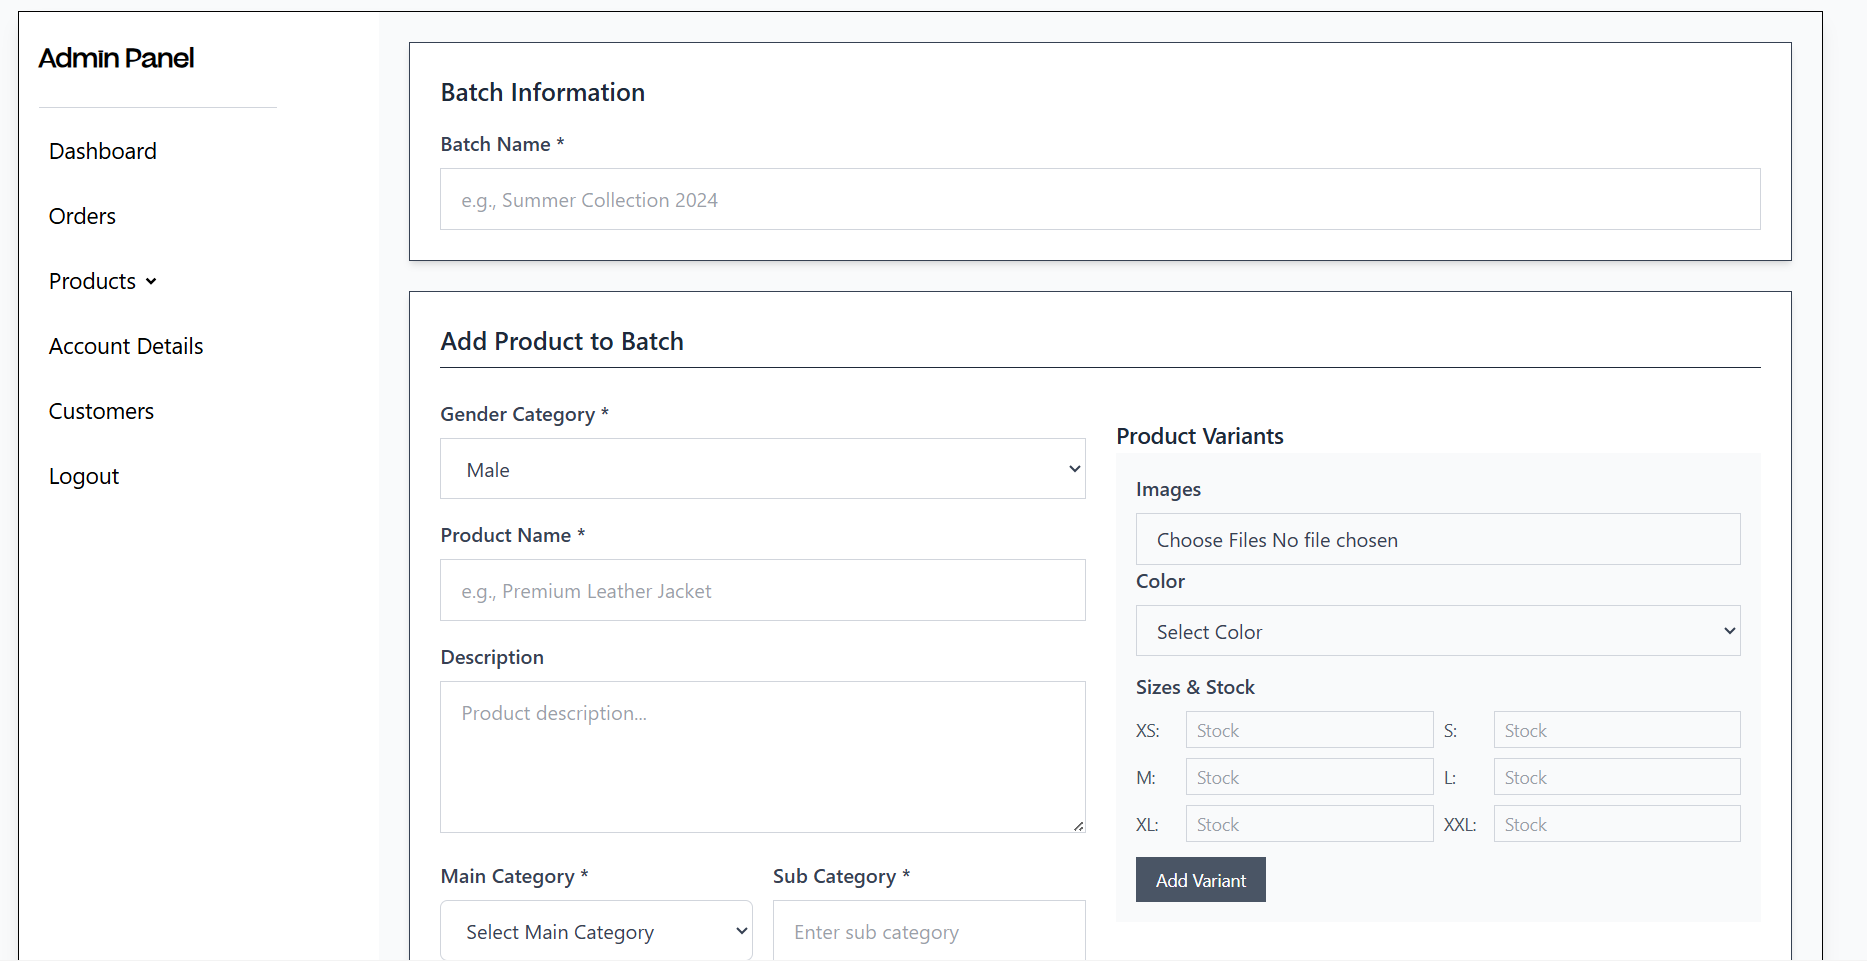 Admin Panel
Dashboard
Orders
Products
Account Details
Customers
Logout
Batch Information
Batch Name *
e.g., Summer Collection 2024
Add Product to Batch
Gender Category *
Male
Product Name *
e.g., Premium Leather Jacket
Description
Product description...
Main Category *
Select Main Category
Sub Category *
Enter sub category
Product Variants
Images
Choose Files No file chosen
Color
Select Color
Sizes & Stock
XS: Stock S: Stock
M: Stock L: Stock
XL: Stock XXL: Stock
Add Variant